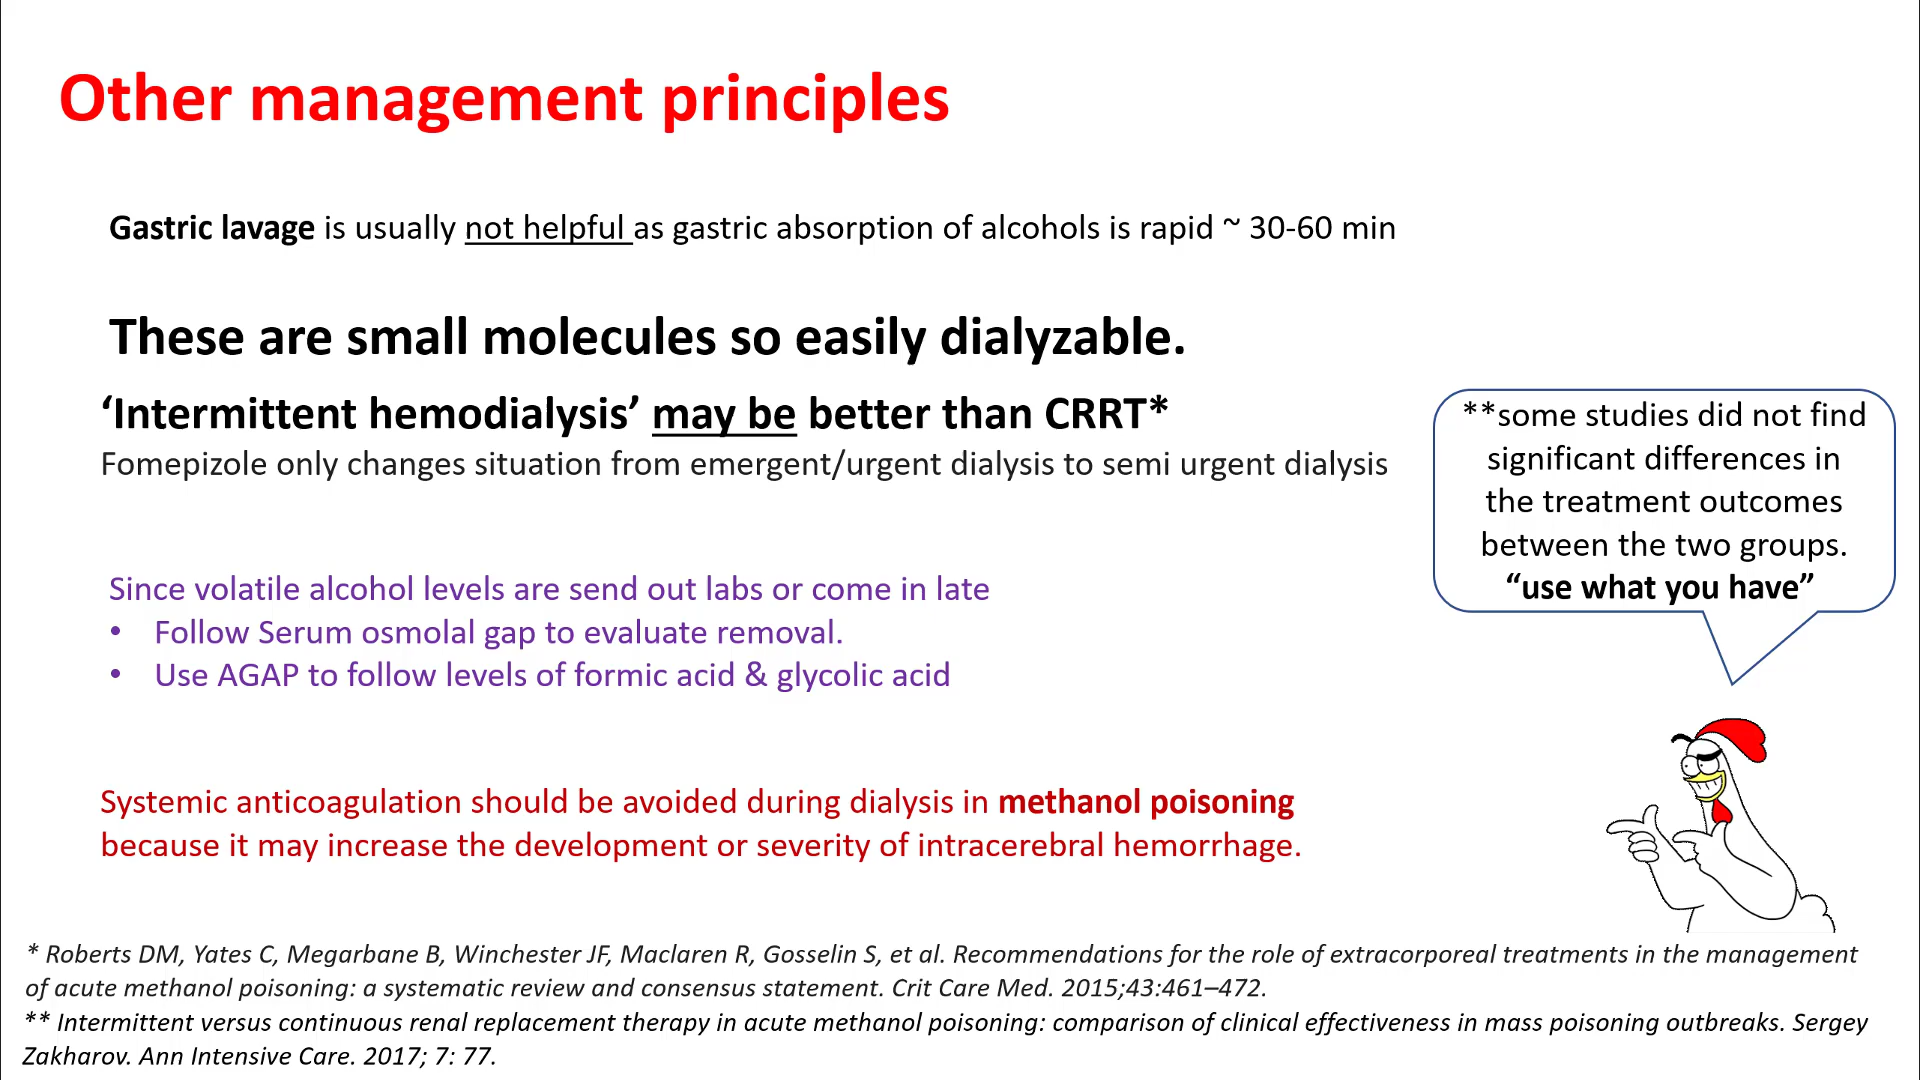 Other management principles
Gastric lavage is usually not helpful as gastric absorption of alcohols is rapid ~ 30-60 min
These are small molecules so easily dialyzable.
‘Intermittent hemodialysis’ may be better than CRRT*
Fomepizole only changes situation from emergent/urgent dialysis to semi urgent dialysis
**some studies did not find
significant differences in
the treatment outcomes
between the two groups.
“use what you have”
Since volatile alcohol levels are send out labs or come in late
• Follow Serum osmolal gap to evaluate removal.
• Use AGAP to follow levels of formic acid & glycolic acid
Systemic anticoagulation should be avoided during dialysis in methanol poisoning
because it may increase the development or severity of intracerebral hemorrhage.
* Roberts DM, Yates C, Megarbane B, Winchester JF, Maclaren R, Gosselin S, et al. Recommendations for the role of extracorporeal treatments in the management
of acute methanol poisoning: a systematic review and consensus statement. Crit Care Med. 2015;43:461–472.
** Intermittent versus continuous renal replacement therapy in acute methanol poisoning: comparison of clinical effectiveness in mass poisoning outbreaks. Sergey
Zakharov. Ann Intensive Care. 2017; 7: 77.